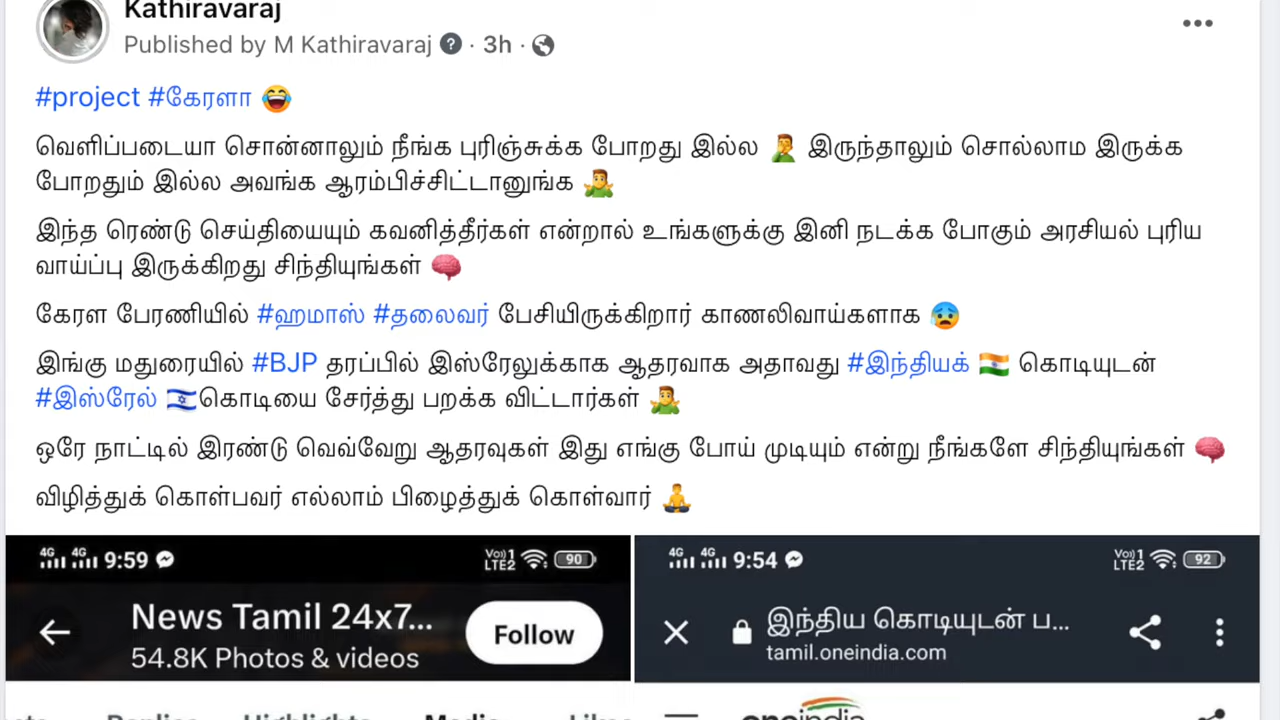 Kathiravaraj
Published by M Kathiravaraj · 3h ·
#project #கேரளா 😂
வெளிப்படையா சொன்னாலும் நீங்க புரிஞ்சுக்க போறது இல்ல 🤦‍♂️ இருந்தாலும் சொல்லாம இருக்க
போறதும் இல்ல அவங்க ஆரம்பிச்சிட்டானுங்க 🤷‍♂️
இந்த ரெண்டு செய்தியையும் கவனித்தீர்கள் என்றால் உங்களுக்கு இனி நடக்க போகும் அரசியல் புரிய
வாய்ப்பு இருக்கிறது சிந்தியுங்கள் 🧠
கேரள பேரணியில் #ஹமாஸ் #தலைவர் பேசியிருக்கிறார் காணலிவாய்களாக 😰
இங்கு மதுரையில் #BJP தரப்பில் இஸ்ரேலுக்காக ஆதரவாக அதாவது #இந்தியக் 🇮🇳 கொடியுடன்
#இஸ்ரேல் 🇮🇱கொடியை சேர்த்து பறக்க விட்டார்கள் 🤷‍♂️
ஒரே நாட்டில் இரண்டு வெவ்வேறு ஆதரவுகள் இது எங்கு போய் முடியும் என்று நீங்களே சிந்தியுங்கள் 🧠
விழித்துக் கொள்பவர் எல்லாம் பிழைத்துக் கொள்வார் 🧘‍♂️
4G 4G 9:59 Vo)) 1 LTE2 90
News Tamil 24x7...
54.8K Photos & videos
Follow
Replies Highlights Media Likes
4G 4G 9:54 Vo)) 1 LTE2 92
இந்திய கொடியுடன் ப...
tamil.oneindia.com
oneindia